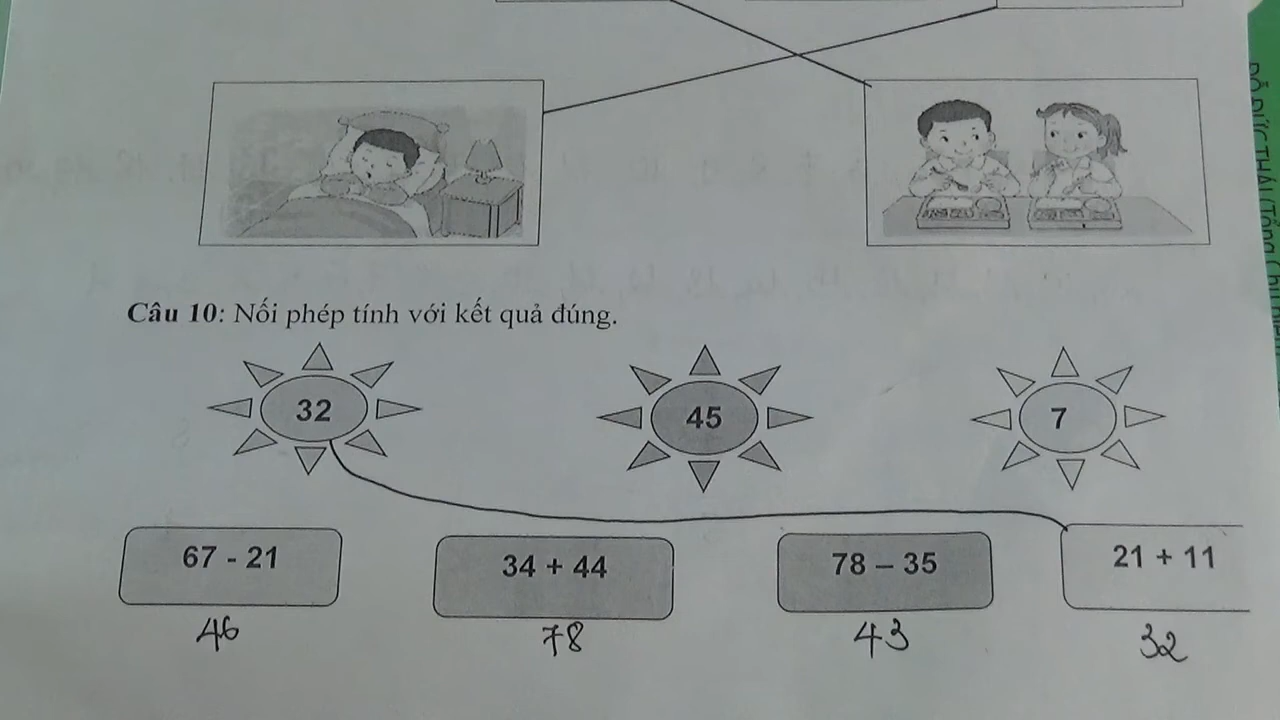 Câu 10: Nối phép tính với kết quả đúng.
32
45
7
67 - 21
34 + 44
78 – 35
21 + 11
46
78
43
32